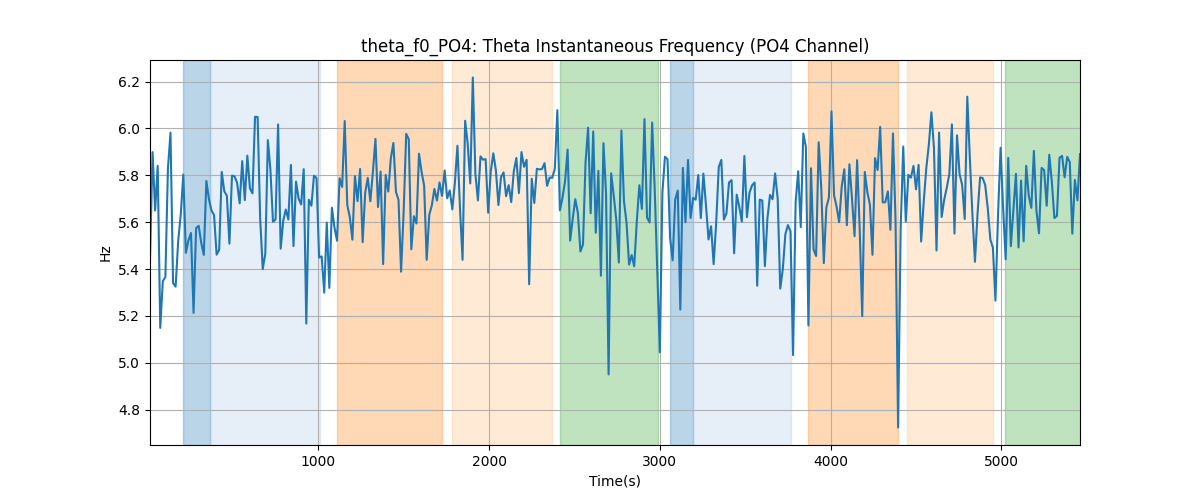 theta_f0_PO4: Theta Instantaneous Frequency (PO4 Channel)
Hz
6.2
6.0
5.8
5.6
5.4
5.2
5.0
4.8
1000 2000 3000 4000 5000
Time(s)